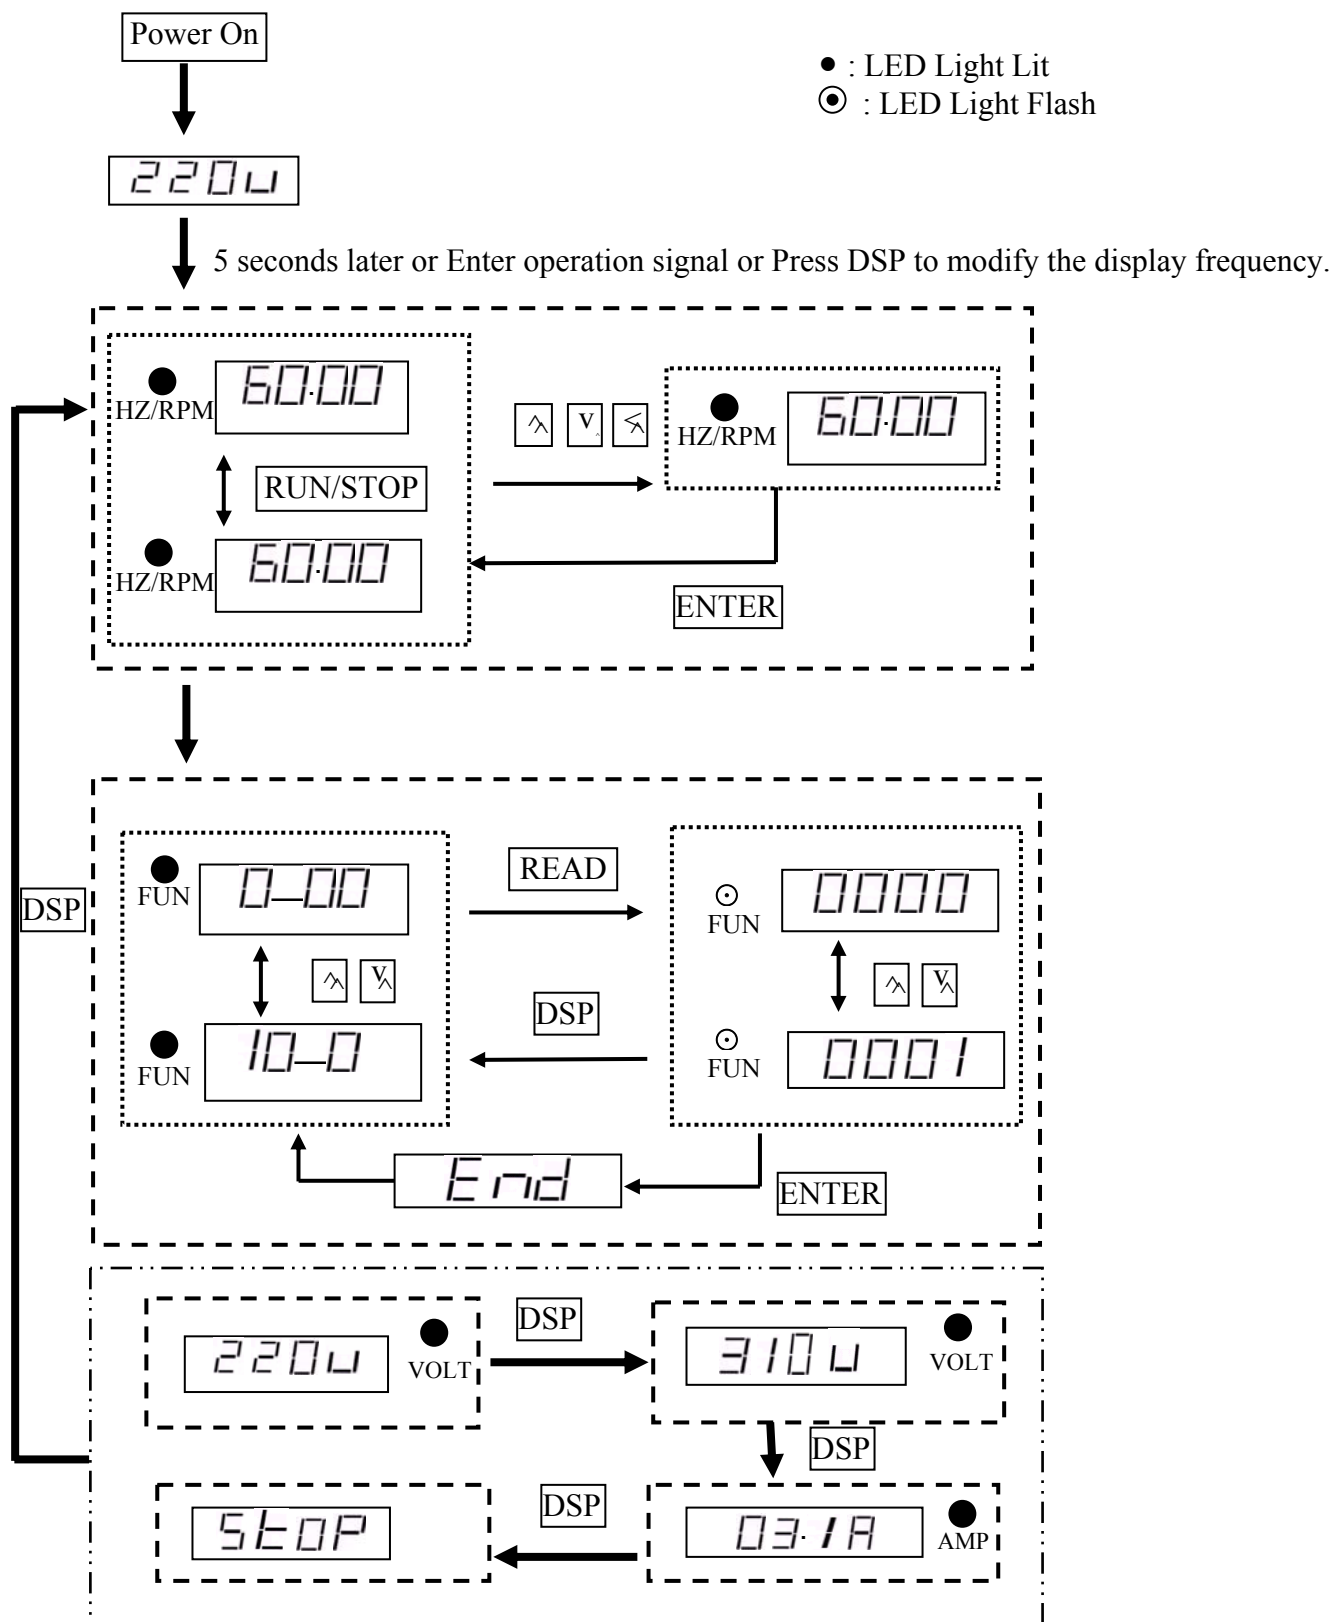 Power On
● : LED Light Lit
⊙ : LED Light Flash
220u
5 seconds later or Enter operation signal or Press DSP to modify the display frequency.
60.00
HZ/RPM
60.00
HZ/RPM
RUN/STOP
60.00
HZ/RPM
ENTER
DSP
0-00
FUN
READ
0000
FUN
DSP
10-0
FUN
0001
FUN
End
ENTER
220u
VOLT
DSP
310u
VOLT
DSP
StoP
DSP
03.1A
AMP